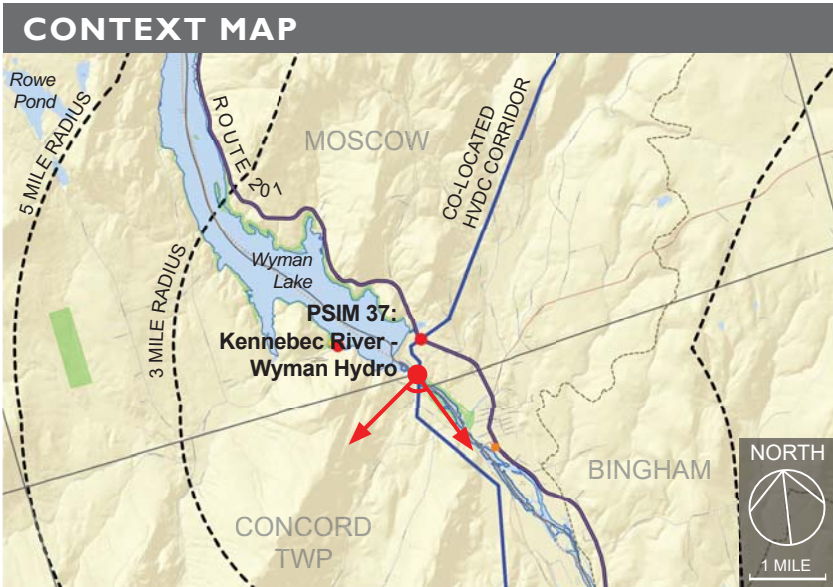 CONTEXT MAP
Rowe
Pond
5 MILE RADIUS
ROUTE 201
MOSCOW
CO-LOCATED
HVDC CORRIDOR
3 MILE RADIUS
Wyman
Lake
PSIM 37:
Kennebec River -
Wyman Hydro
BINGHAM
CONCORD
TWP
NORTH
1 MILE